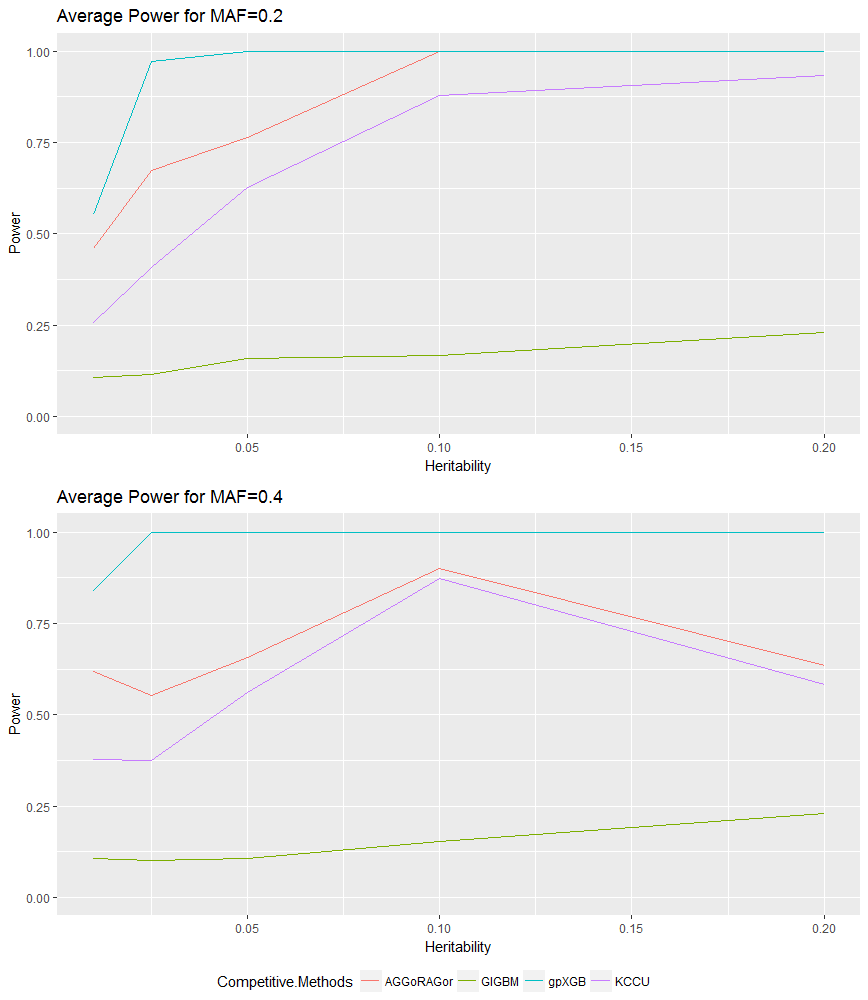 Average Power for MAF=0.2
1.00
0.75
0.50
0.25
0.00
Power
0.05 0.10 0.15 0.20
Heritability
Average Power for MAF=0.4
1.00
0.75
0.50
0.25
0.00
Power
0.05 0.10 0.15 0.20
Heritability
Competitive.Methods AGGoRAGor GIGBM gpXGB KCCU